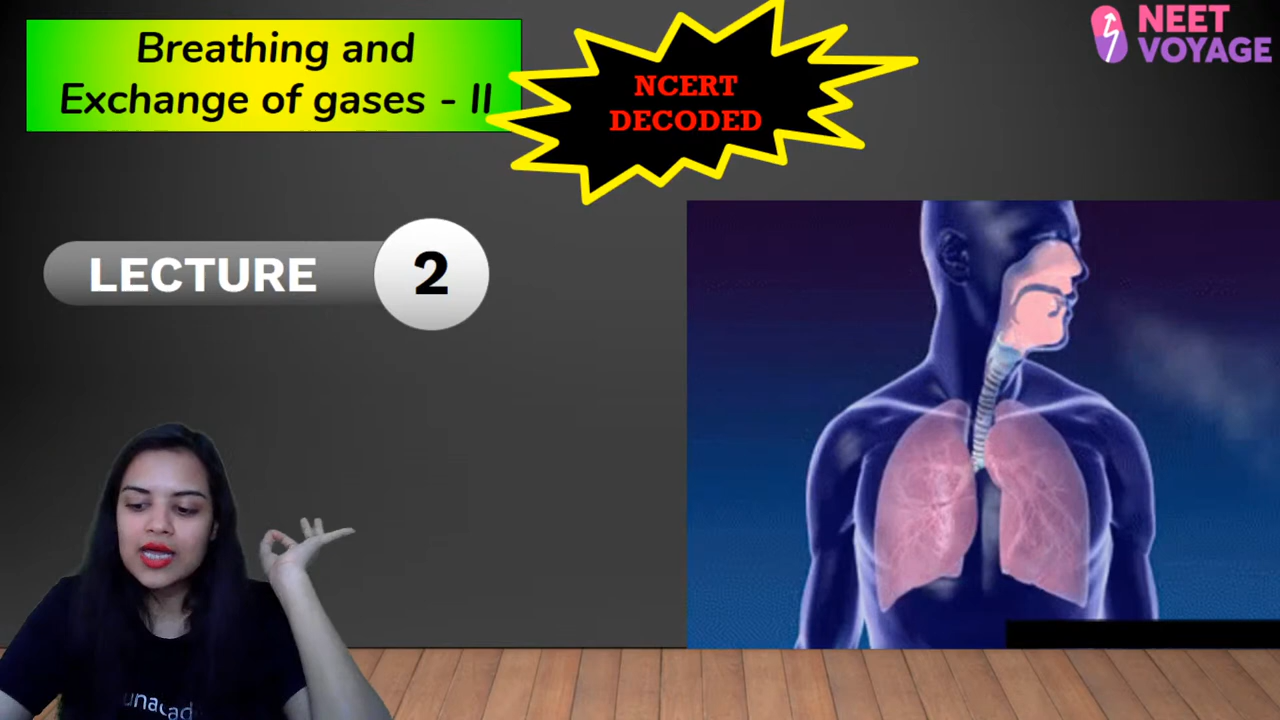 Breathing and
Exchange of gases - II
NCERT
DECODED
NEET
VOYAGE
LECTURE 2